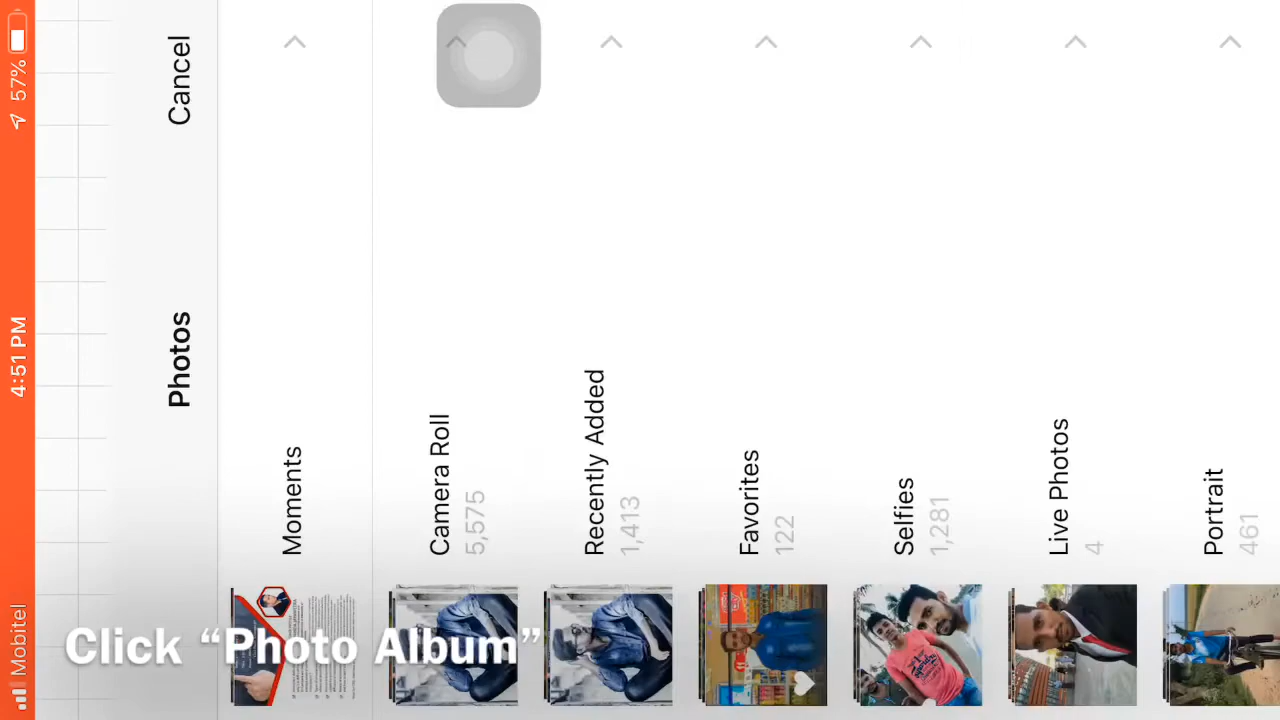 Mobitel
4:51 PM
57%
Photos
Cancel
Moments
Camera Roll
5,575
Recently Added
1,413
Favorites
122
Selfies
1,281
Live Photos
4
Portrait
461
Click “Photo Album”